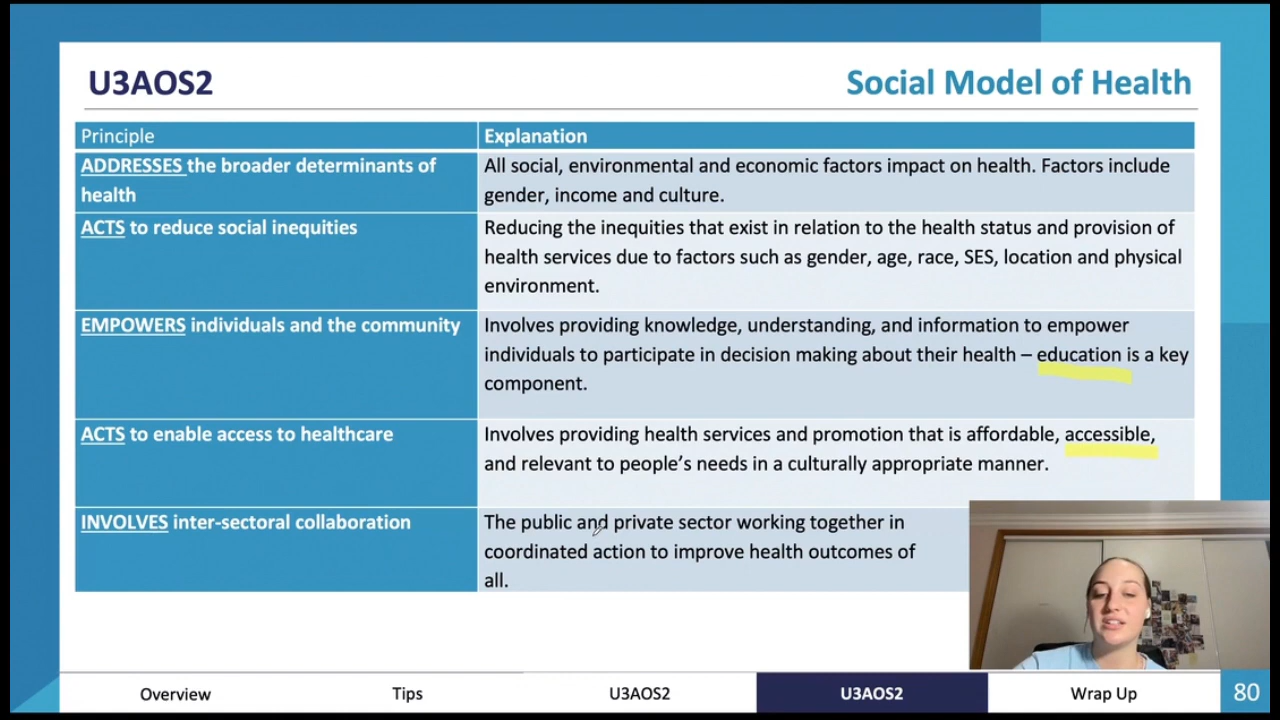 U3AOS2
Social Model of Health
Principle
Explanation
ADDRESSES the broader determinants of
health
All social, environmental and economic factors impact on health. Factors include
gender, income and culture.
ACTS to reduce social inequities
Reducing the inequities that exist in relation to the health status and provision of
health services due to factors such as gender, age, race, SES, location and physical
environment.
EMPOWERS individuals and the community
Involves providing knowledge, understanding, and information to empower
individuals to participate in decision making about their health – education is a key
component.
ACTS to enable access to healthcare
Involves providing health services and promotion that is affordable, accessible,
and relevant to people's needs in a culturally appropriate manner.
INVOLVES inter-sectoral collaboration
The public and private sector working together in
coordinated action to improve health outcomes of
all.
Overview
Tips
U3AOS2
U3AOS2
Wrap Up
80